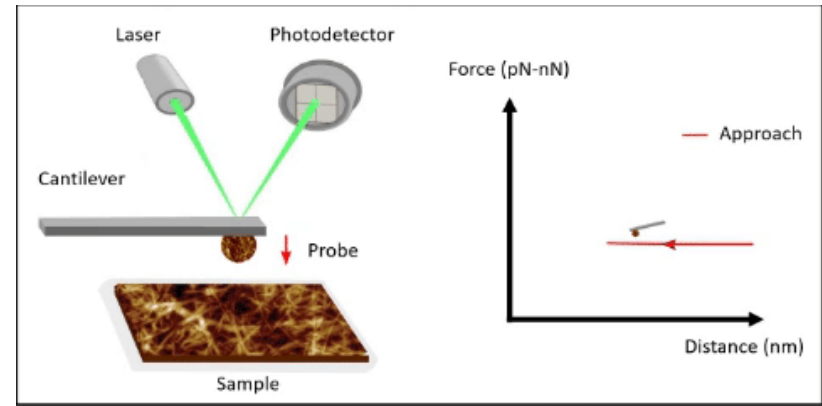 Laser
Photodetector
Cantilever
Probe
Sample
Force (pN-nN)
Approach
Distance (nm)